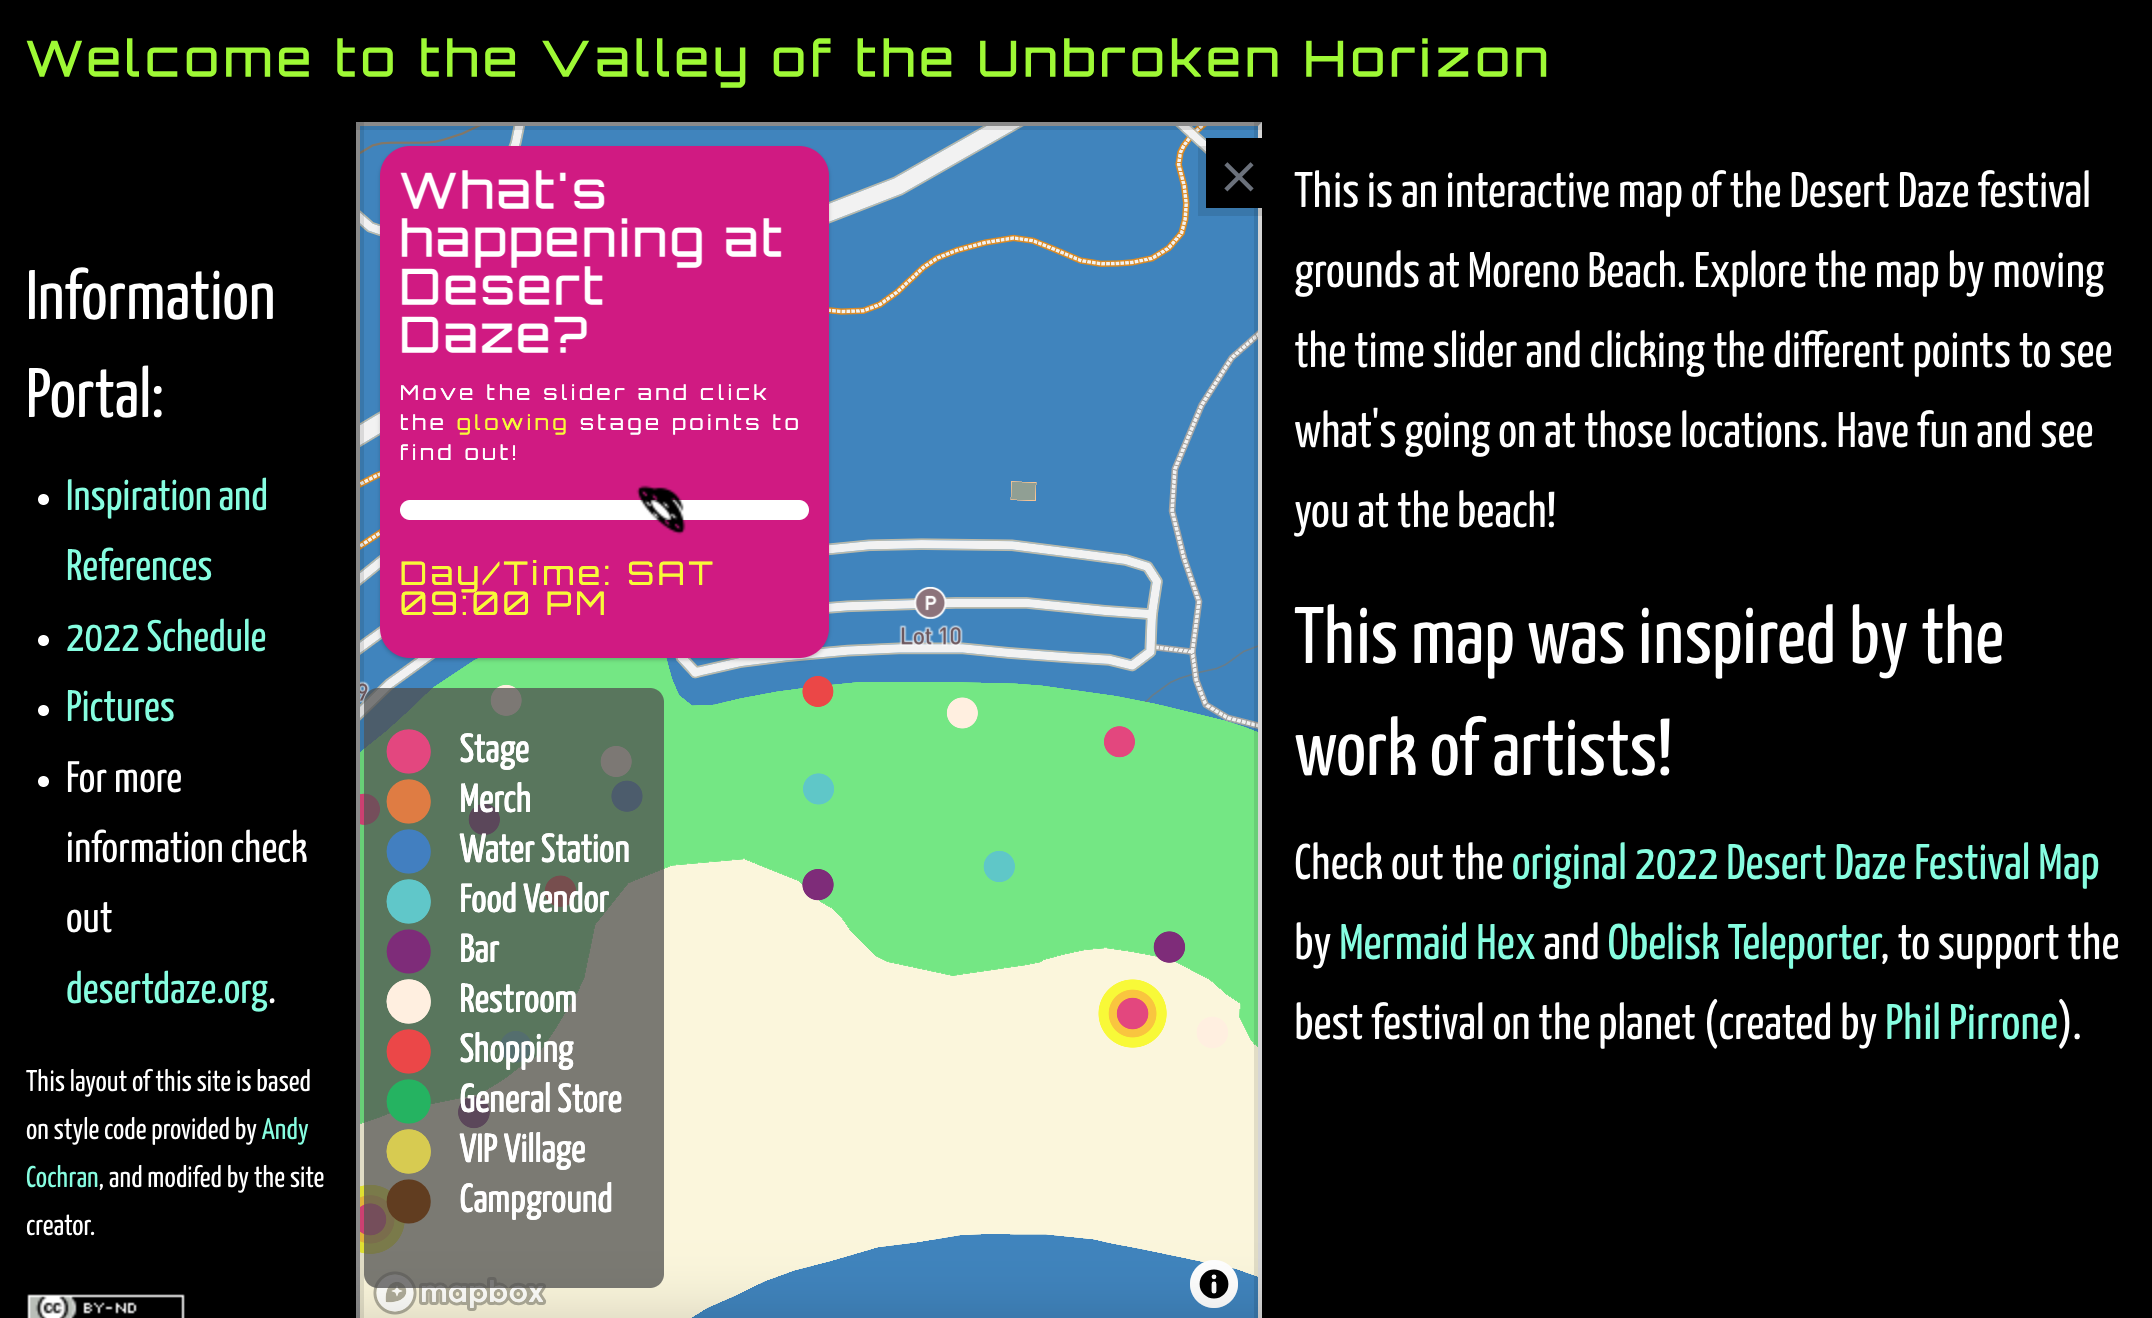 Welcome to the Valley of the Unbroken Horizon
Information
Portal:
Inspiration and
References
2022 Schedule
Pictures
For more
information check
out
desertdaze.org.
This layout of this site is based
on style code provided by Andy
Cochran, and modifed by the site
creator.
CC BY-ND
What's
happening at
Desert
Daze?
Move the slider and click
the glowing stage points to
find out!
Day/Time: SAT
09:00 PM
P
Lot 10
9
Stage
Merch
Water Station
Food Vendor
Bar
Restroom
Shopping
General Store
VIP Village
Campground
mapbox
This is an interactive map of the Desert Daze festival
grounds at Moreno Beach. Explore the map by moving
the time slider and clicking the different points to see
what's going on at those locations. Have fun and see
you at the beach!
This map was inspired by the
work of artists!
Check out the original 2022 Desert Daze Festival Map
by Mermaid Hex and Obelisk Teleporter, to support the
best festival on the planet (created by Phil Pirrone).